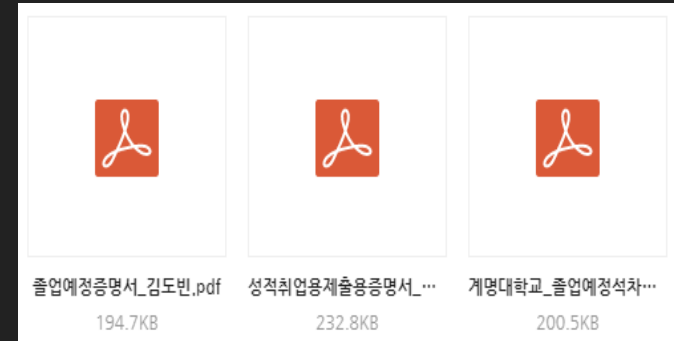 졸업예정증명서_김도빈.pdf
성적취업용제출용증명서_…
계명대학교_졸업예정석차…
194.7KB
232.8KB
200.5KB